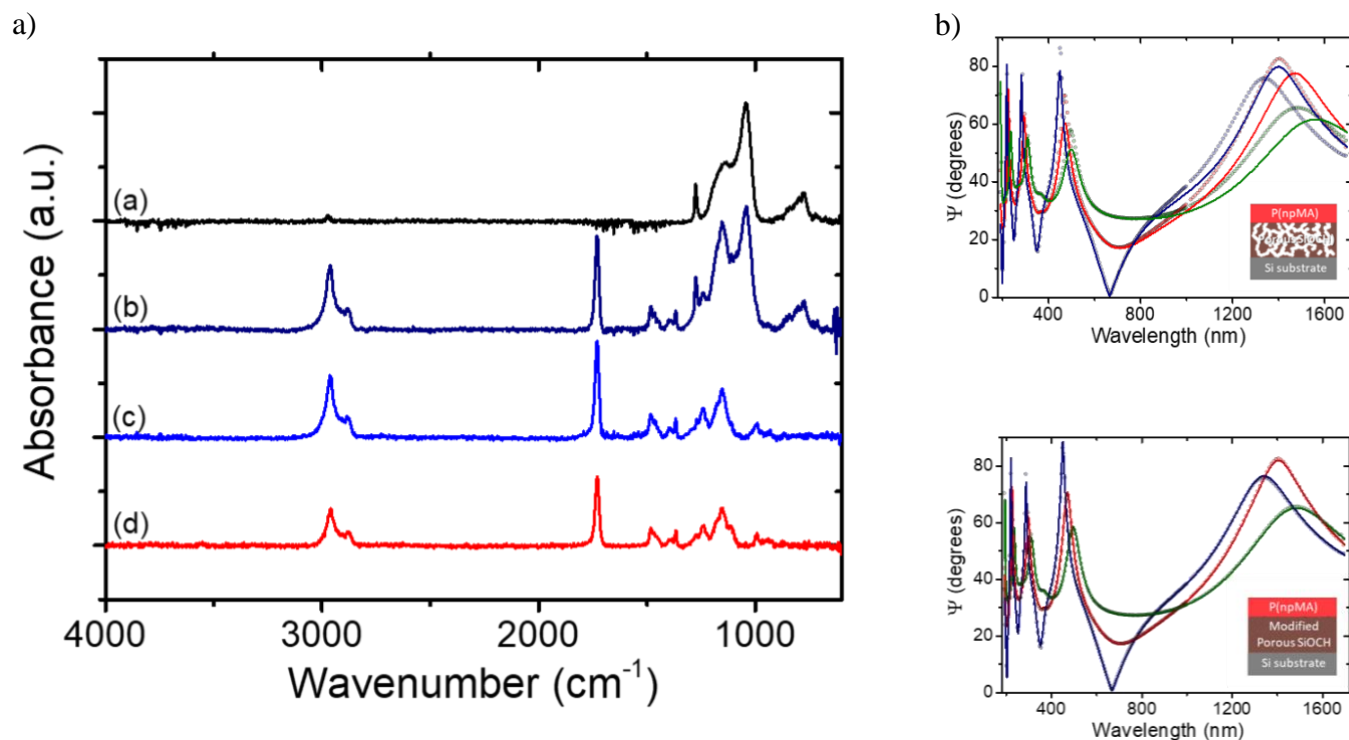 a)
Absorbance (a.u.)
(a)
(b)
(c)
(d)
4000 3000 2000 1000
Wavenumber (cm⁻¹)
b)
Ψ (degrees)
80
60
40
20
0
P(npMA)
Porous SiOCH
Si substrate
400 800 1200 1600
Wavelength (nm)
Ψ (degrees)
80
60
40
20
0
P(npMA)
Modified
Porous SiOCH
Si substrate
400 800 1200 1600
Wavelength (nm)